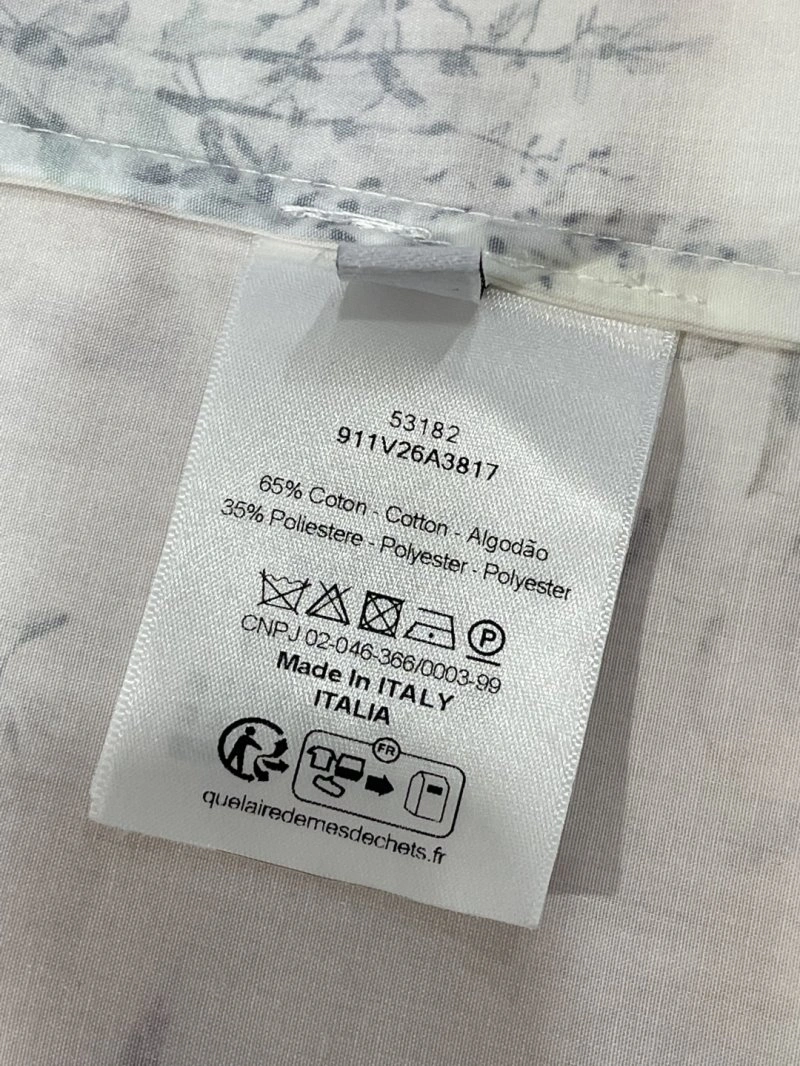 53182
911V26A3817
65% Coton - Cotton - Algodão
35% Poliestere - Polyester - Polyester
P
CNPJ 02-046-366/0003-99
Made In ITALY
ITALIA
FR
quelairedemesdechets.fr